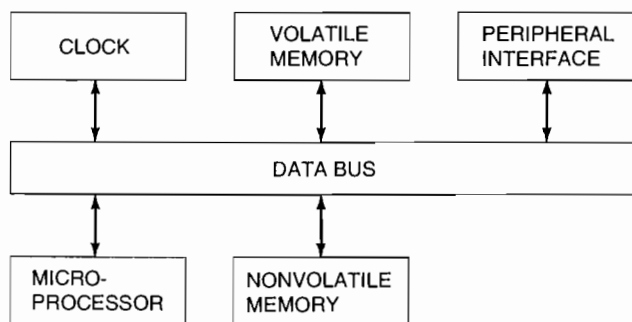 CLOCK
VOLATILE
MEMORY
PERIPHERAL
INTERFACE
DATA BUS
MICRO-
PROCESSOR
NONVOLATILE
MEMORY